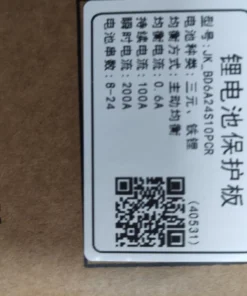 锂电池保护板
型号:JK_BD6A24S10PCR
电池种类:三元、铁锂
均衡方式:主动均衡
均衡电流:0.6A
持续电流:100A
瞬时电流:200A
电池串数:8-24
(40531)